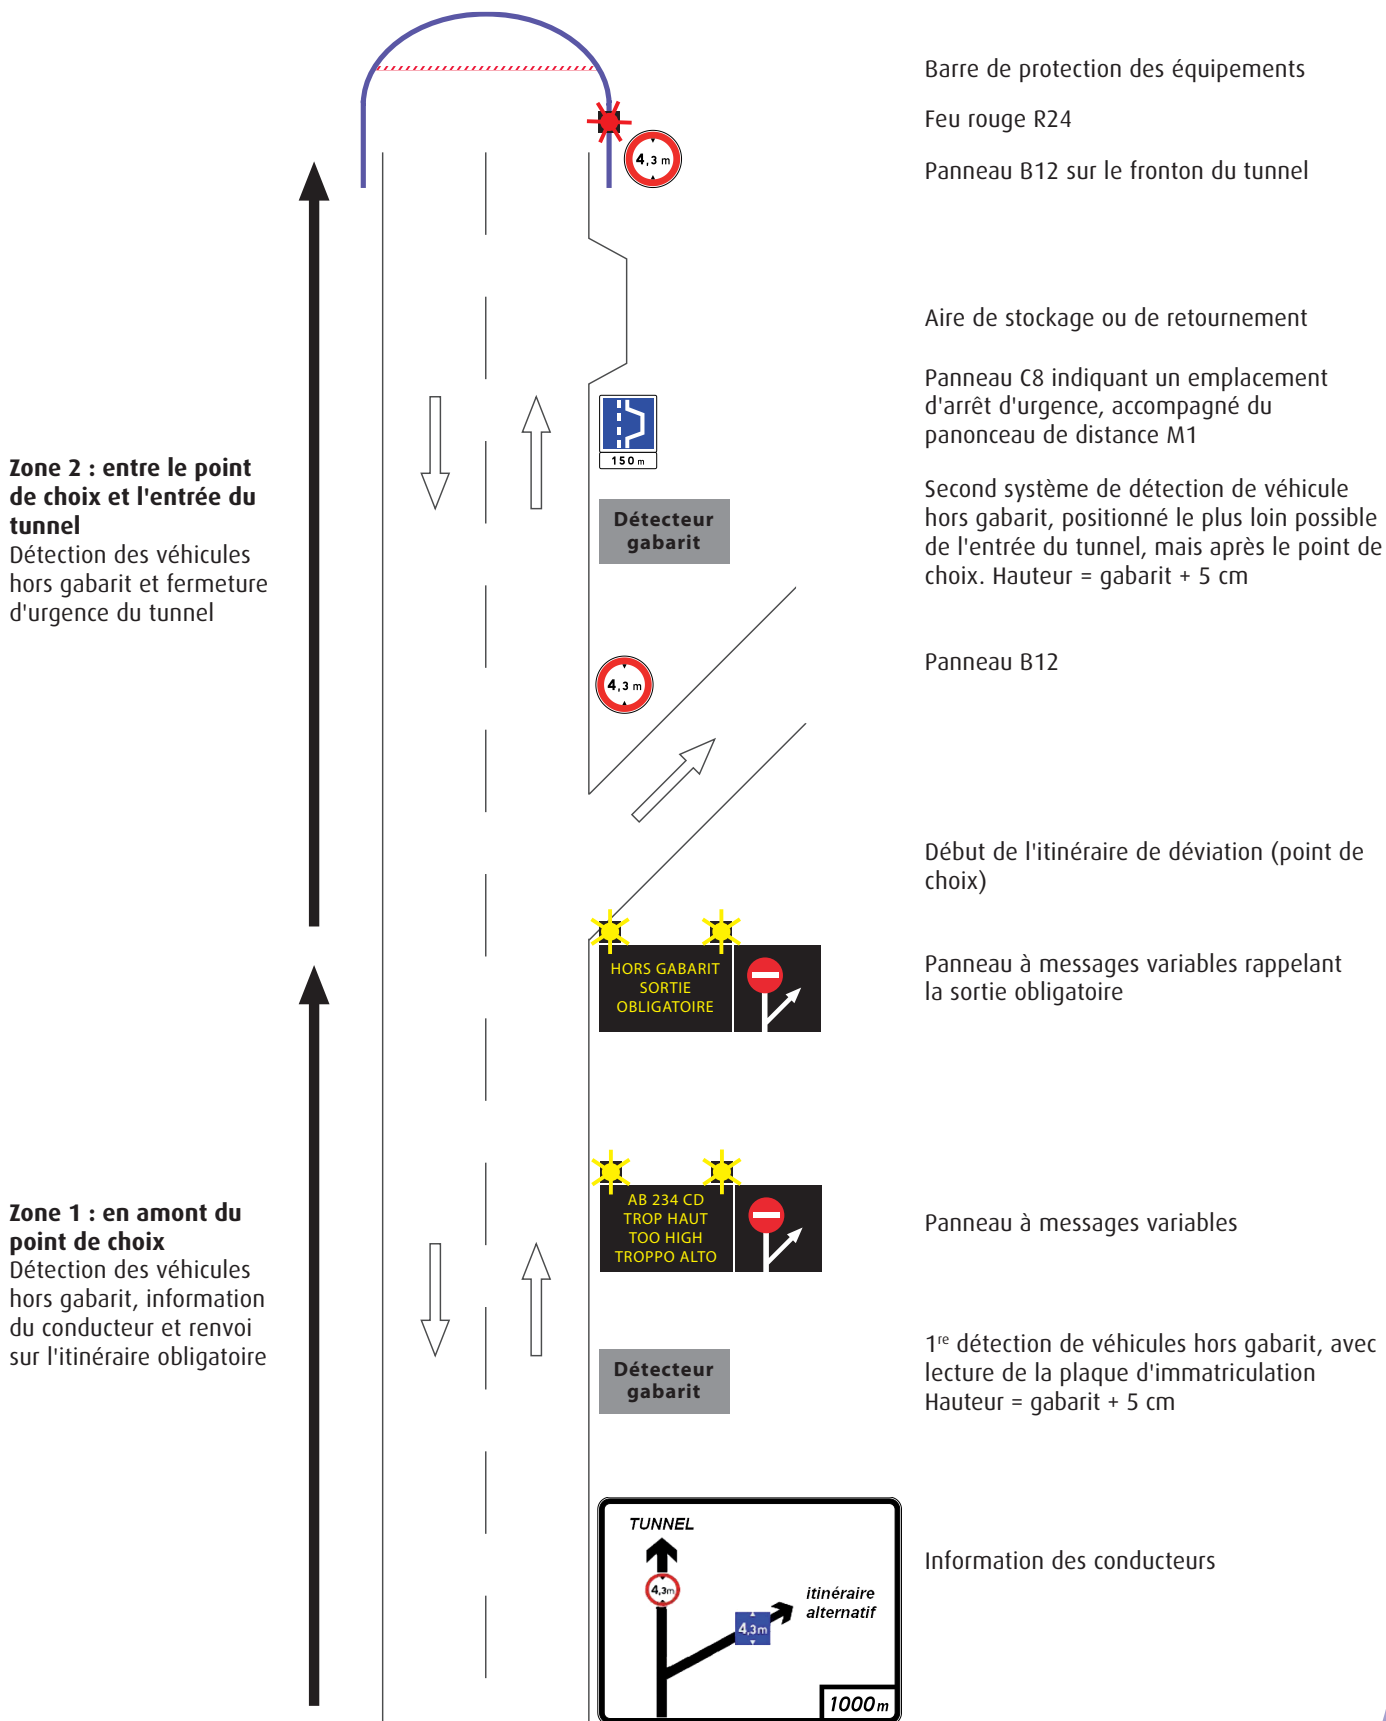 Barre de protection des équipements
Feu rouge R24
4,3 m
Panneau B12 sur le fronton du tunnel
Aire de stockage ou de retournement
Panneau C8 indiquant un emplacement
d'arrêt d'urgence, accompagné du
panonceau de distance M1
150 m
Zone 2 : entre le point
de choix et l'entrée du
tunnel
Détection des véhicules
hors gabarit et fermeture
d'urgence du tunnel
Détecteur
gabarit
Second système de détection de véhicule
hors gabarit, positionné le plus loin possible
de l'entrée du tunnel, mais après le point de
choix. Hauteur = gabarit + 5 cm
4,3 m
Panneau B12
Début de l'itinéraire de déviation (point de
choix)
HORS GABARIT
SORTIE
OBLIGATOIRE
Panneau à messages variables rappelant
la sortie obligatoire
Zone 1 : en amont du
point de choix
Détection des véhicules
hors gabarit, information
du conducteur et renvoi
sur l'itinéraire obligatoire
AB 234 CD
TROP HAUT
TOO HIGH
TROPPO ALTO
Panneau à messages variables
Détecteur
gabarit
1re détection de véhicules hors gabarit, avec
lecture de la plaque d'immatriculation
Hauteur = gabarit + 5 cm
TUNNEL
4,3m
itinéraire
alternatif
4,3m
1000 m
Information des conducteurs